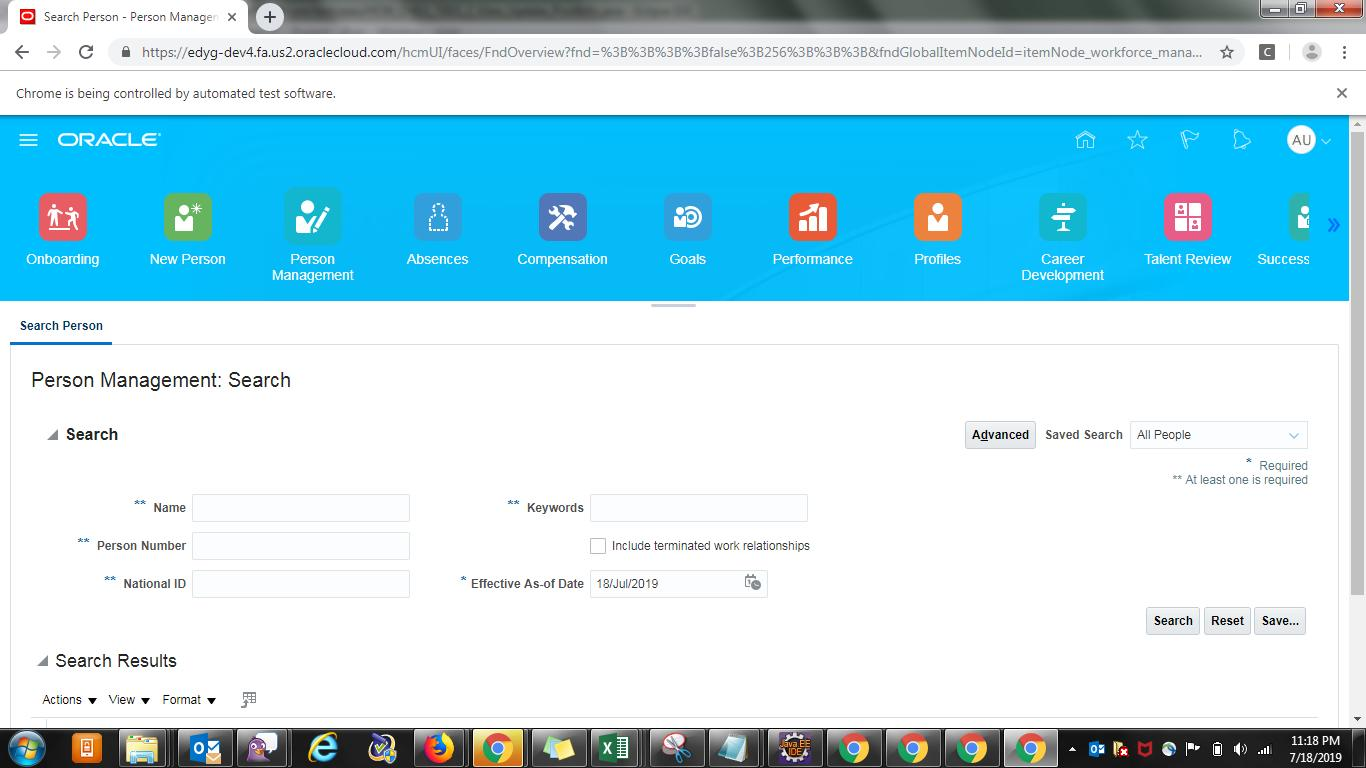 Search Person - Person Managem
https://edyg-dev4.fa.us2.oraclecloud.com/hcmUI/faces/FndOverview?fnd=%3B%3B%3B%3Bfalse%3B256%3B%3B%3B&fndGlobalItemNodeId=itemNode_workforce_mana...
C
Chrome is being controlled by automated test software.
ORACLE
AU
Onboarding
New Person
Person
Management
Absences
Compensation
Goals
Performance
Profiles
Career
Development
Talent Review
Success
Search Person
Person Management: Search
Search
Advanced Saved Search All People
* Required
** At least one is required
** Name
** Keywords
** Person Number
Include terminated work relationships
** National ID
* Effective As-of Date 18/Jul/2019
Search Reset Save...
Search Results
Actions View Format
Java EE
IDE
11:18 PM
7/18/2019